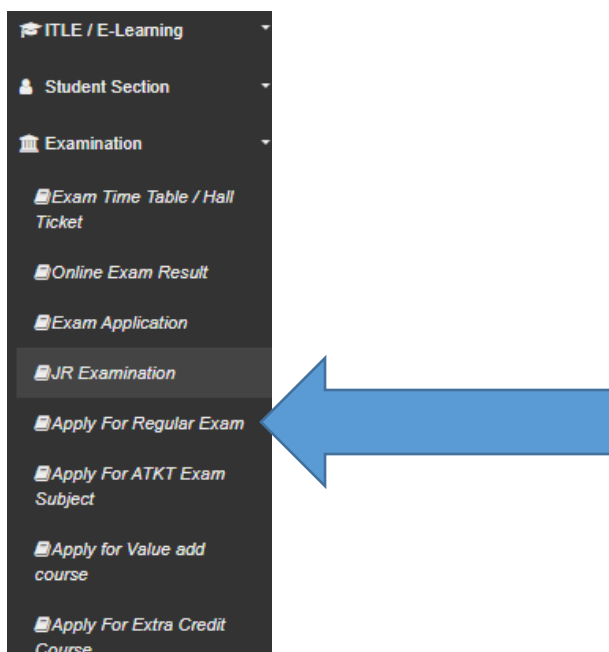 ITLE / E-Learning
Student Section
Examination
Exam Time Table / Hall
Ticket
Online Exam Result
Exam Application
JR Examination
Apply For Regular Exam
Apply For ATKT Exam
Subject
Apply for Value add
course
Apply For Extra Credit
Course